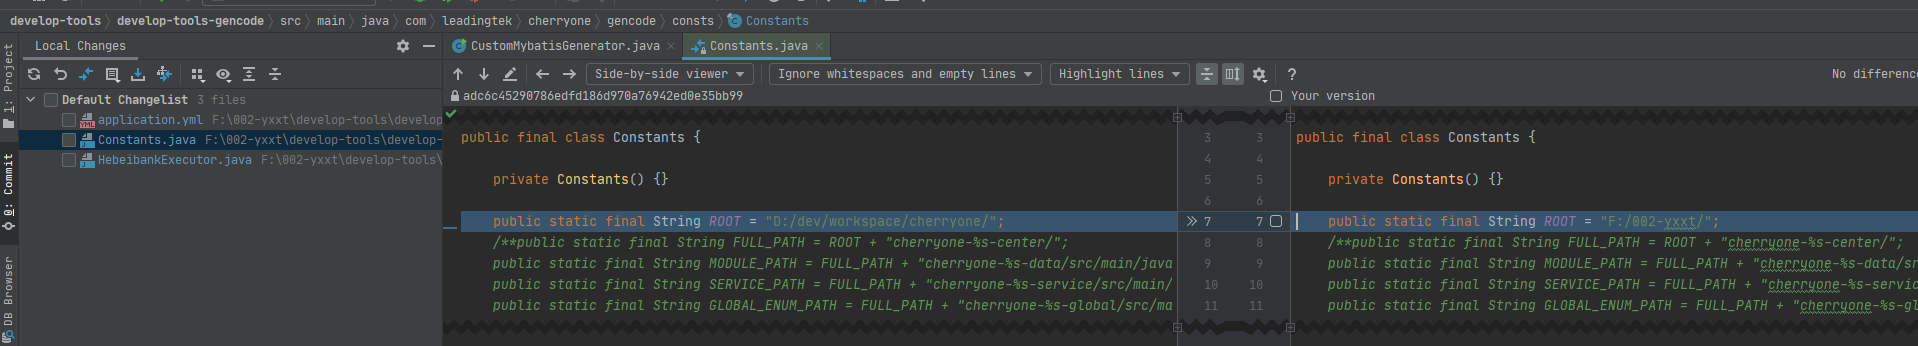 develop-tools develop-tools-gencode src main java com leadingtek cherryone gencode consts Constants
1: Project
0: Commit
DB Browser
Local Changes
Default Changelist 3 files
application.yml F:\002-yxxt\develop-tools\develop
Constants.java F:\002-yxxt\develop-tools\develop-
HebeibankExecutor.java F:\002-yxxt\develop-tools\
CustomMybatisGenerator.java Constants.java
Side-by-side viewer Ignore whitespaces and empty lines Highlight lines ? No difference
adc6c45290786edfd186d970a76942ed0e35bb99 Your version
public final class Constants { 3 3 public final class Constants {
4 4
private Constants() {} 5 5 private Constants() {}
6 6
public static final String ROOT = "D:/dev/workspace/cherryone/"; 7 7 public static final String ROOT = "F:/002-yxxt/";
/**public static final String FULL_PATH = ROOT + "cherryone-%s-center/"; 8 8 /**public static final String FULL_PATH = ROOT + "cherryone-%s-center/";
public static final String MODULE_PATH = FULL_PATH + "cherryone-%s-data/src/main/java 9 9 public static final String MODULE_PATH = FULL_PATH + "cherryone-%s-data/sr
public static final String SERVICE_PATH = FULL_PATH + "cherryone-%s-service/src/main/ 10 10 public static final String SERVICE_PATH = FULL_PATH + "cherryone-%s-servic
public static final String GLOBAL_ENUM_PATH = FULL_PATH + "cherryone-%s-global/src/ma 11 11 public static final String GLOBAL_ENUM_PATH = FULL_PATH + "cherryone-%s-gl